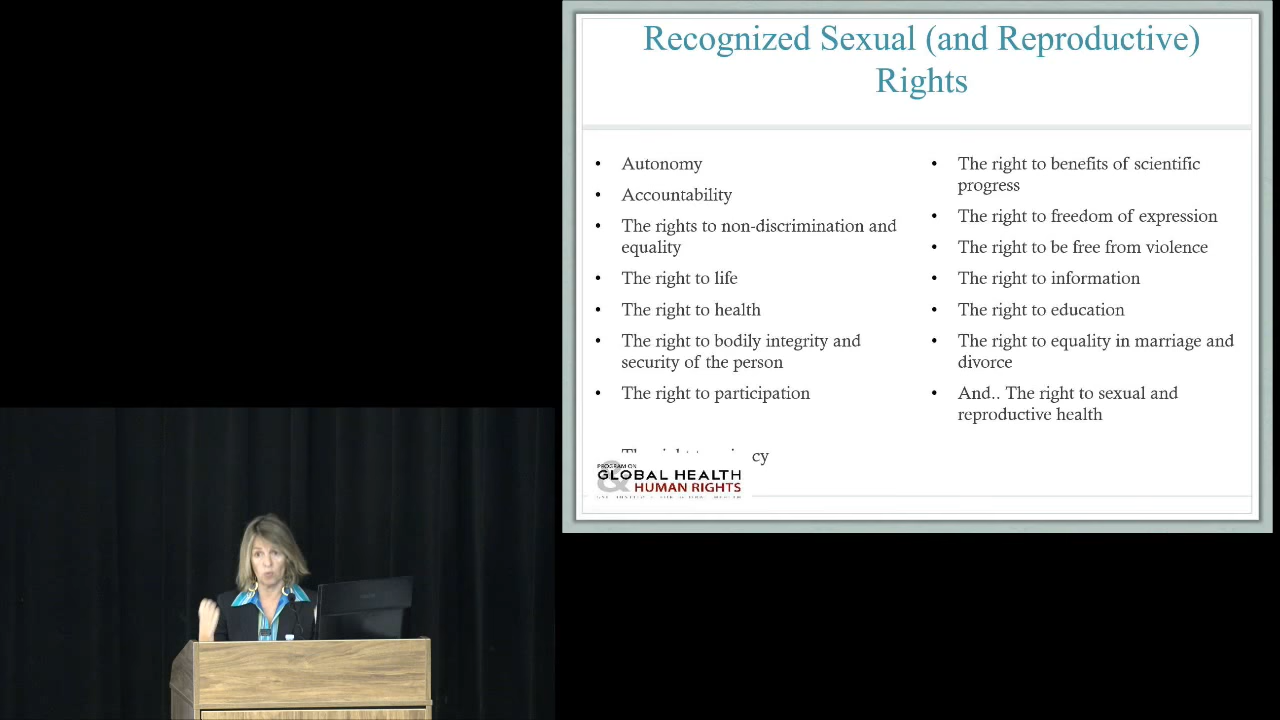 Recognized Sexual (and Reproductive)
Rights
• Autonomy
• Accountability
• The rights to non-discrimination and
equality
• The right to life
• The right to health
• The right to bodily integrity and
security of the person
• The right to participation
cy
• The right to benefits of scientific
progress
• The right to freedom of expression
• The right to be free from violence
• The right to information
• The right to education
• The right to equality in marriage and
divorce
• And.. The right to sexual and
reproductive health
PROGRAM ON
GLOBAL HEALTH
& HUMAN RIGHTS